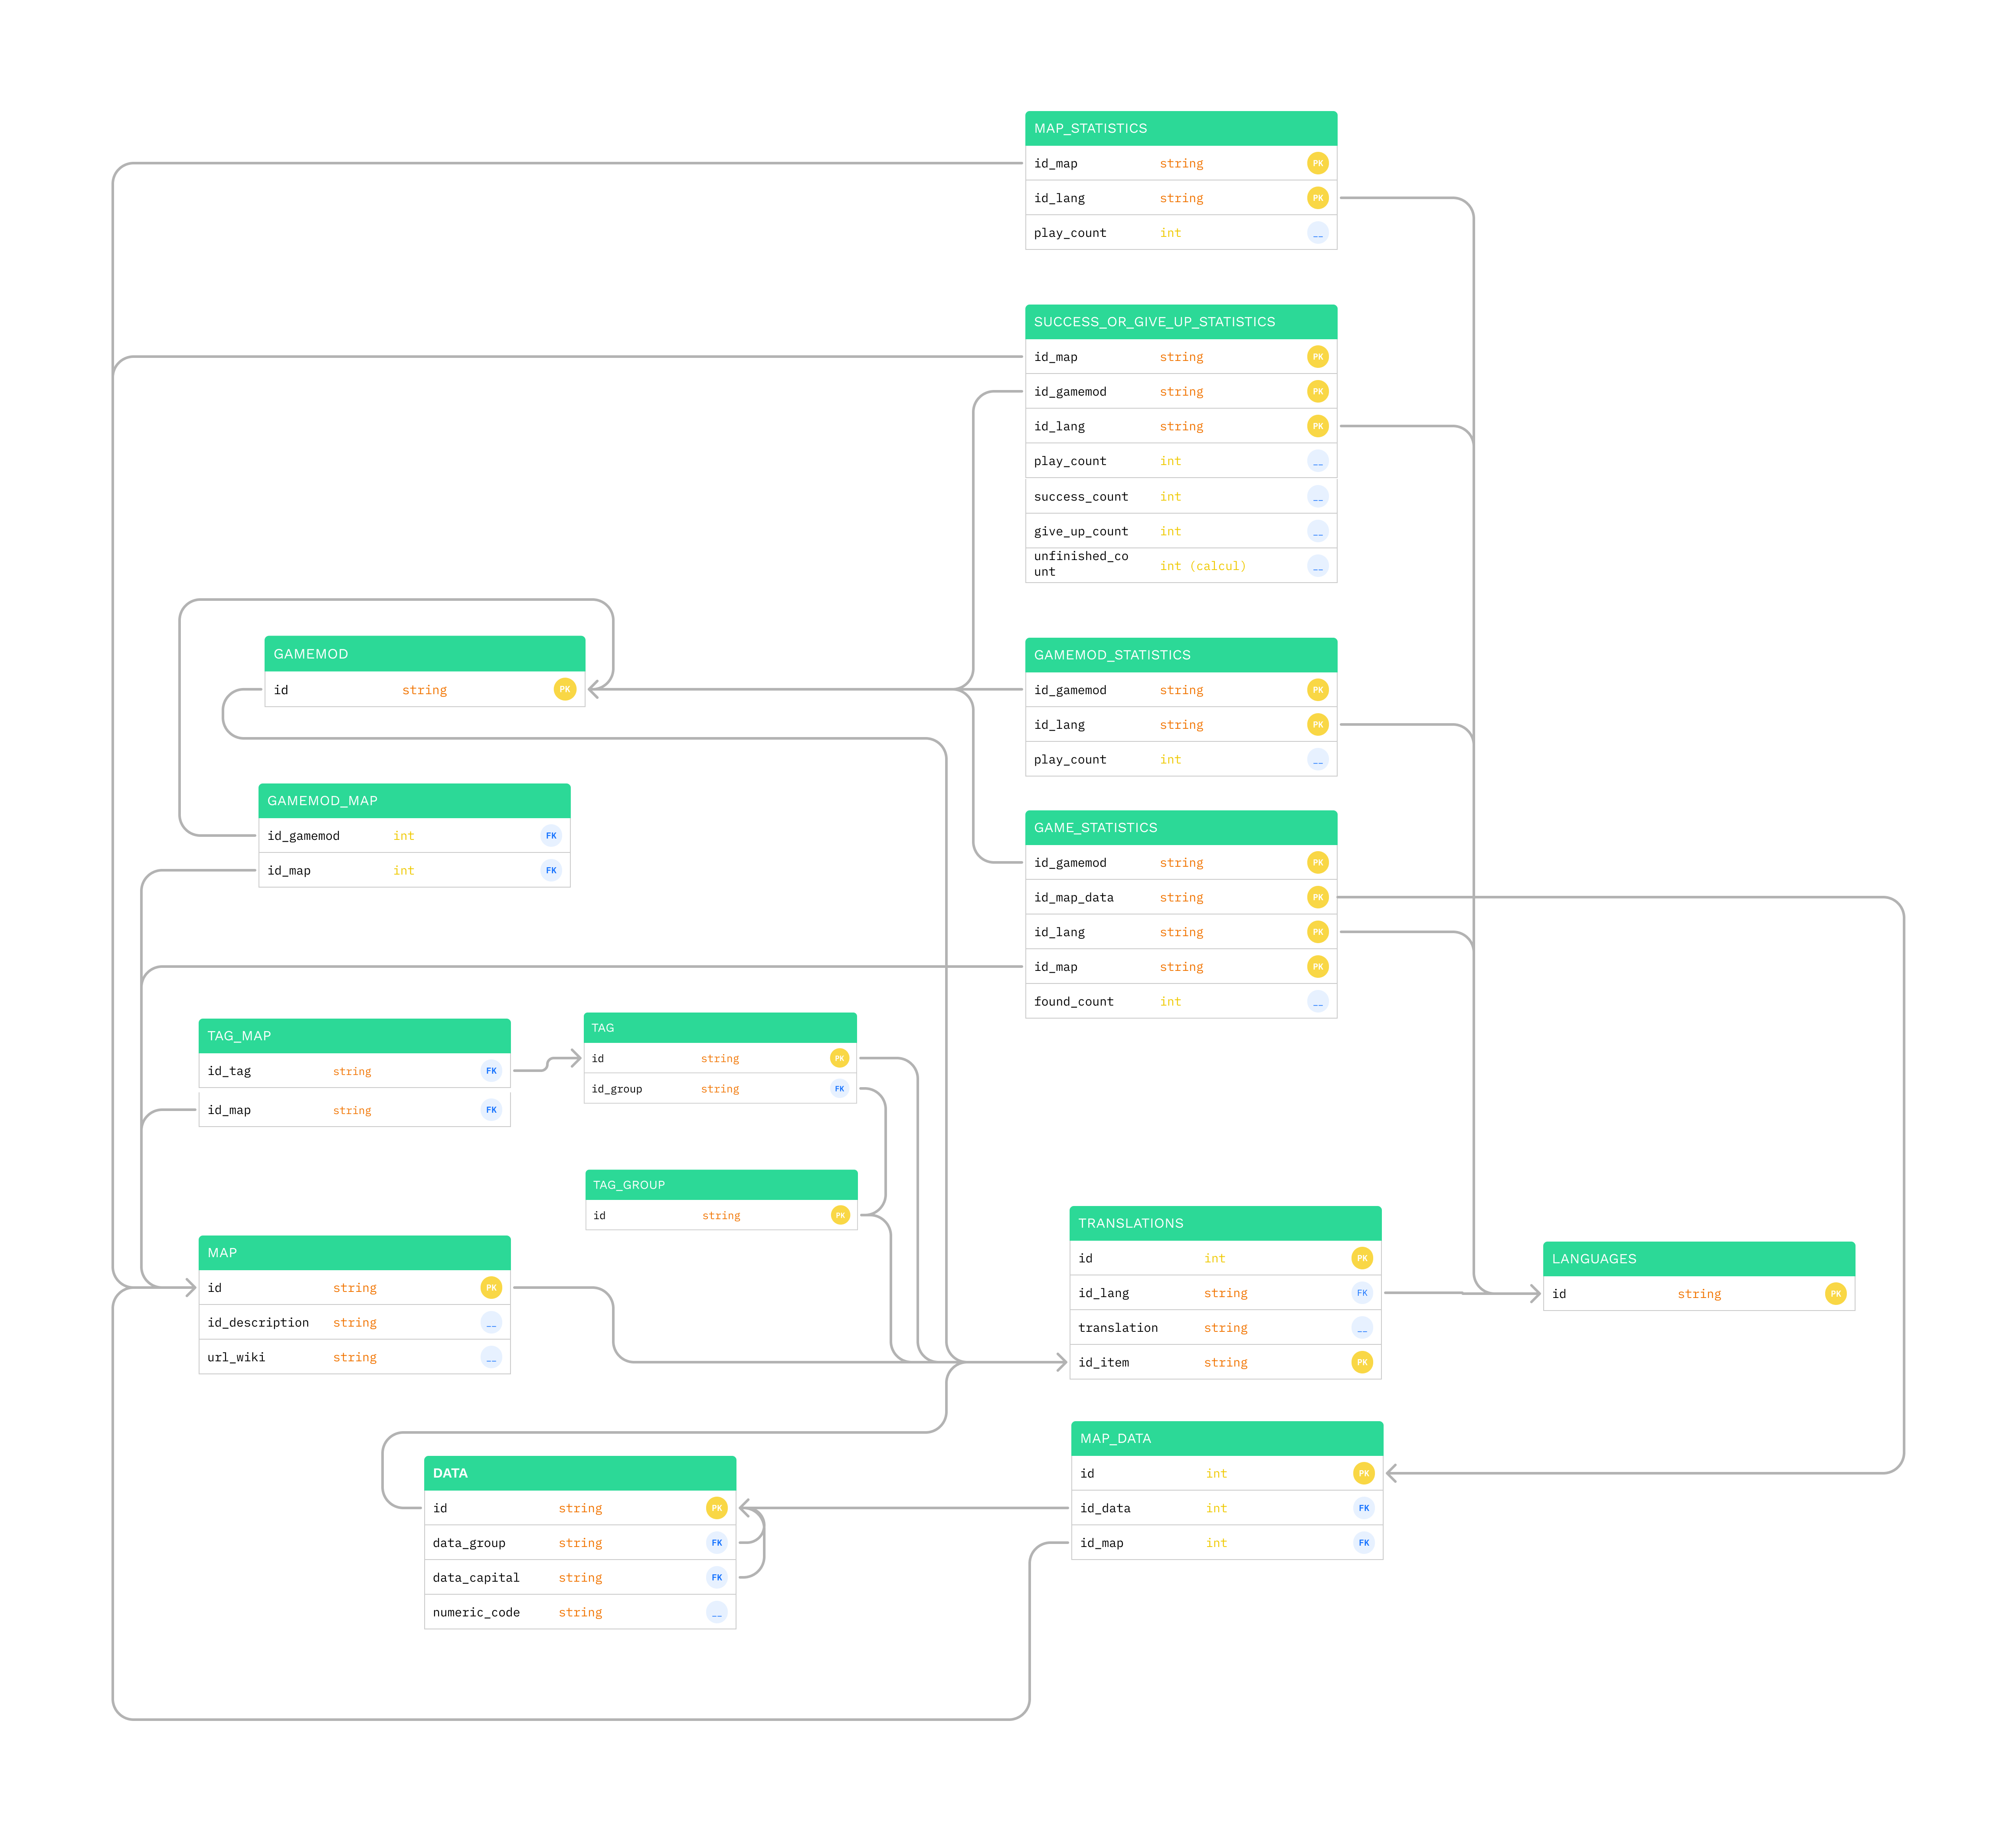 MAP_STATISTICS
id_map string PK
id_lang string PK
play_count int __
SUCCESS_OR_GIVE_UP_STATISTICS
id_map string PK
id_gamemod string PK
id_lang string PK
play_count int __
success_count int __
give_up_count int __
unfinished_co
unt int (calcul) __
GAMEMOD
id string PK
GAMEMOD_STATISTICS
id_gamemod string PK
id_lang string PK
play_count int __
GAMEMOD_MAP
id_gamemod int FK
id_map int FK
GAME_STATISTICS
id_gamemod string PK
id_map_data string PK
id_lang string PK
id_map string PK
found_count int __
TAG_MAP
id_tag string FK
id_map string FK
TAG
id string PK
id_group string FK
TAG_GROUP
id string PK
MAP
id string PK
id_description string __
url_wiki string __
TRANSLATIONS
id int PK
id_lang string FK
translation string __
id_item string PK
LANGUAGES
id string PK
DATA
id string PK
data_group string FK
data_capital string FK
numeric_code string __
MAP_DATA
id int PK
id_data int FK
id_map int FK